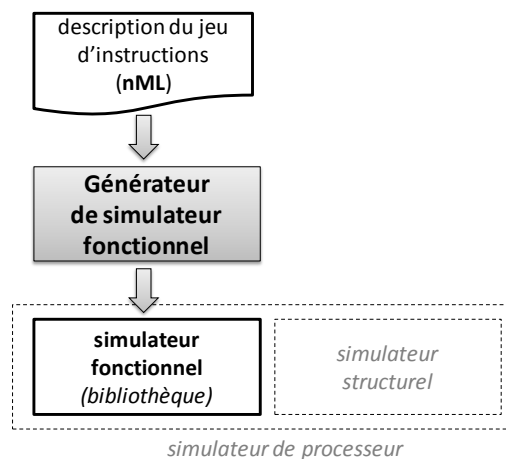 description du jeu
d'instructions
(nML)
Générateur
de simulateur
fonctionnel
simulateur
fonctionnel
(bibliothèque)
simulateur
structurel
simulateur de processeur